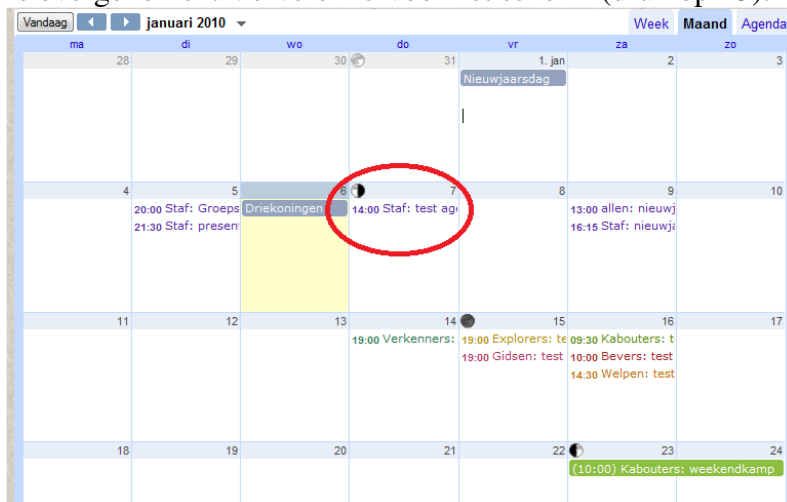 Vandaag januari 2010 Week Maand Agenda
ma di wo do vr za zo
28 29 30 31 1. jan 2 3
Nieuwjaarsdag
4 5 6 7 8 9 10
20:00 Staf: Groeps Driekoningen 14:00 Staf: test age 13:00 allen: nieuwj
21:30 Staf: present 16:15 Staf: nieuwja
11 12 13 14 15 16 17
19:00 Verkenners: 19:00 Explorers: te 09:30 Kabouters: t
19:00 Gidsen: test 10:00 Bevers: test
14:30 Welpen: test
18 19 20 21 22 23 24
(10:00) Kabouters: weekendkamp